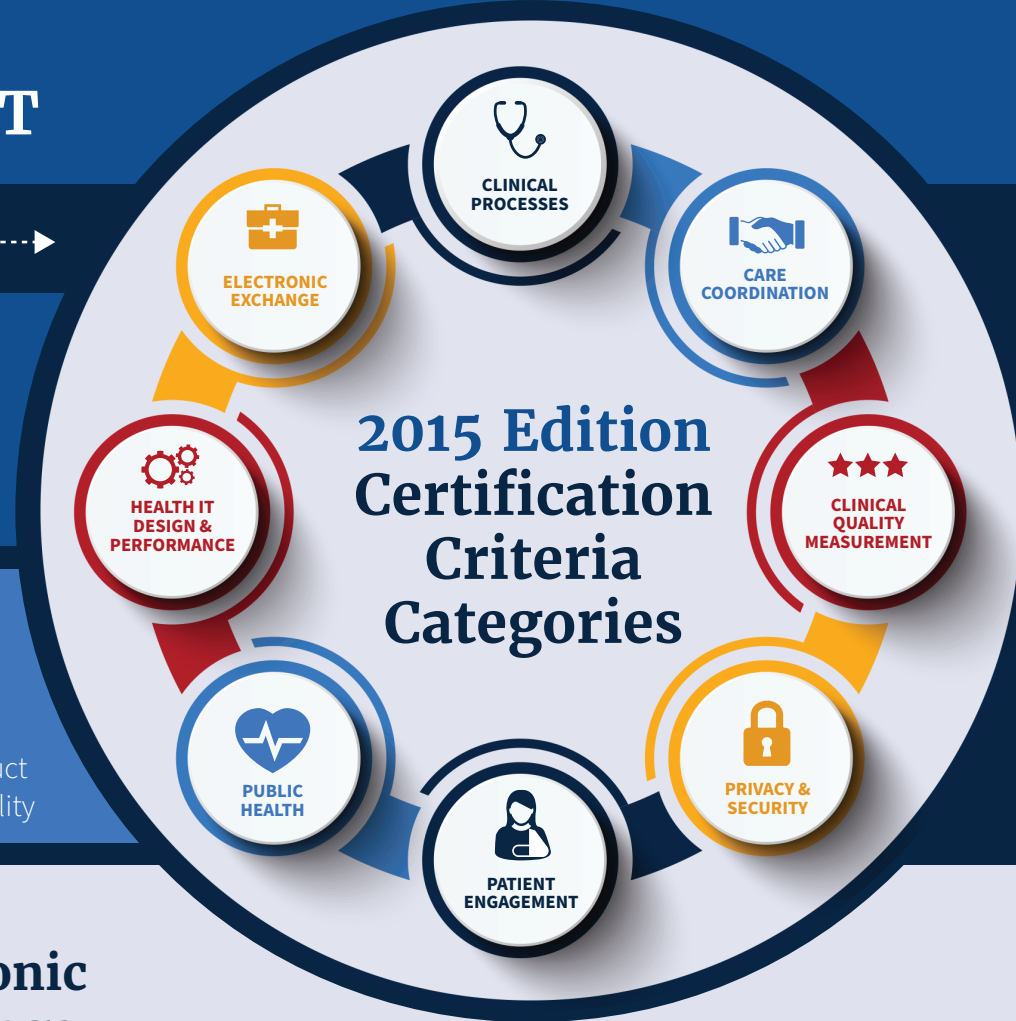 T
CLINICAL
PROCESSES
CARE
COORDINATION
CLINICAL
QUALITY
MEASUREMENT
PRIVACY &
SECURITY
PATIENT
ENGAGEMENT
PUBLIC
HEALTH
HEALTH IT
DESIGN &
PERFORMANCE
ELECTRONIC
EXCHANGE
2015 Edition
Certification
Criteria
Categories
uct
lity
onic